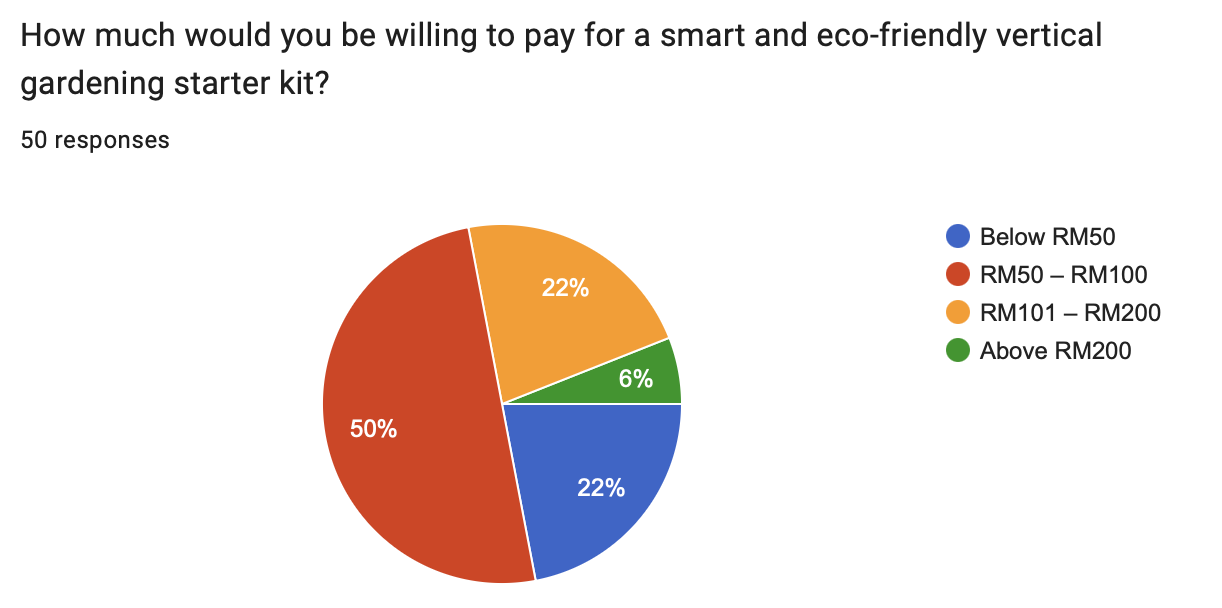 How much would you be willing to pay for a smart and eco-friendly vertical
gardening starter kit?
50 responses
22%
6%
50%
22%
Below RM50
RM50 – RM100
RM101 – RM200
Above RM200